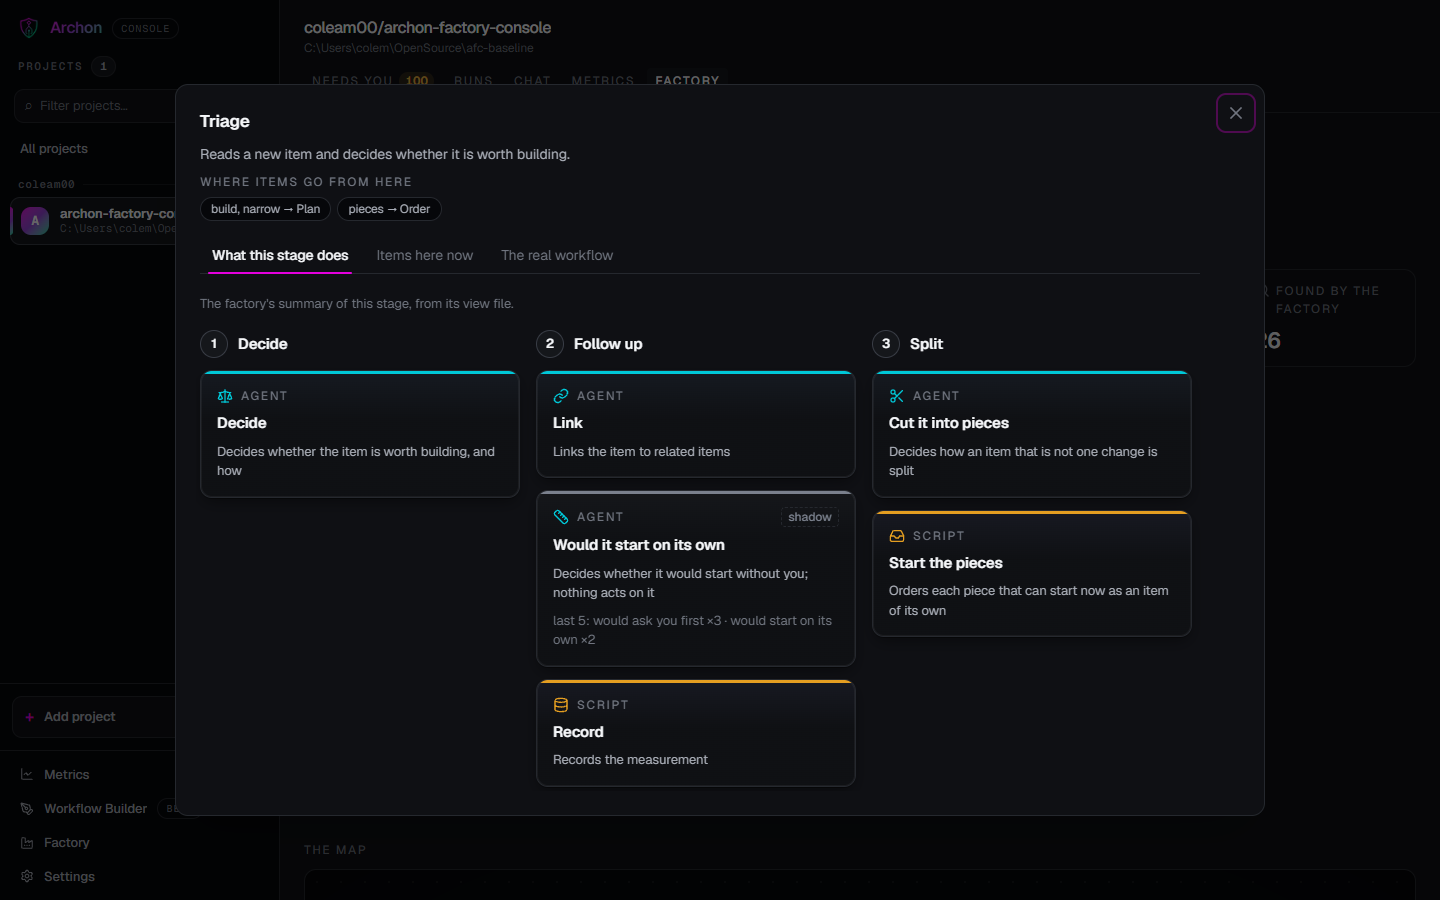 Archon
CONSOLE
PROJECTS 1
Filter projects...
All projects
coleam00
A
archon-factory-co
C:\Users\colem\Ope
Add project
Metrics
Workflow Builder
Factory
Settings
coleam00/archon-factory-console
C:\Users\colem\OpenSource\afc-baseline
NEEDS YOU 100 RUNS CHAT METRICS FACTORY
Triage
Reads a new item and decides whether it is worth building.
WHERE ITEMS GO FROM HERE
build, narrow → Plan
pieces → Order
What this stage does
Items here now
The real workflow
The factory's summary of this stage, from its view file.
1 Decide
AGENT
Decide
Decides whether the item is worth building, and
how
2 Follow up
AGENT
Link
Links the item to related items
AGENT
shadow
Would it start on its own
Decides whether it would start without you;
nothing acts on it
last 5: would ask you first ×3 · would start on its
own ×2
SCRIPT
Record
Records the measurement
3 Split
AGENT
Cut it into pieces
Decides how an item that is not one change is
split
SCRIPT
Start the pieces
Orders each piece that can start now as an item
of its own
FOUND BY THE
FACTORY
26
THE MAP